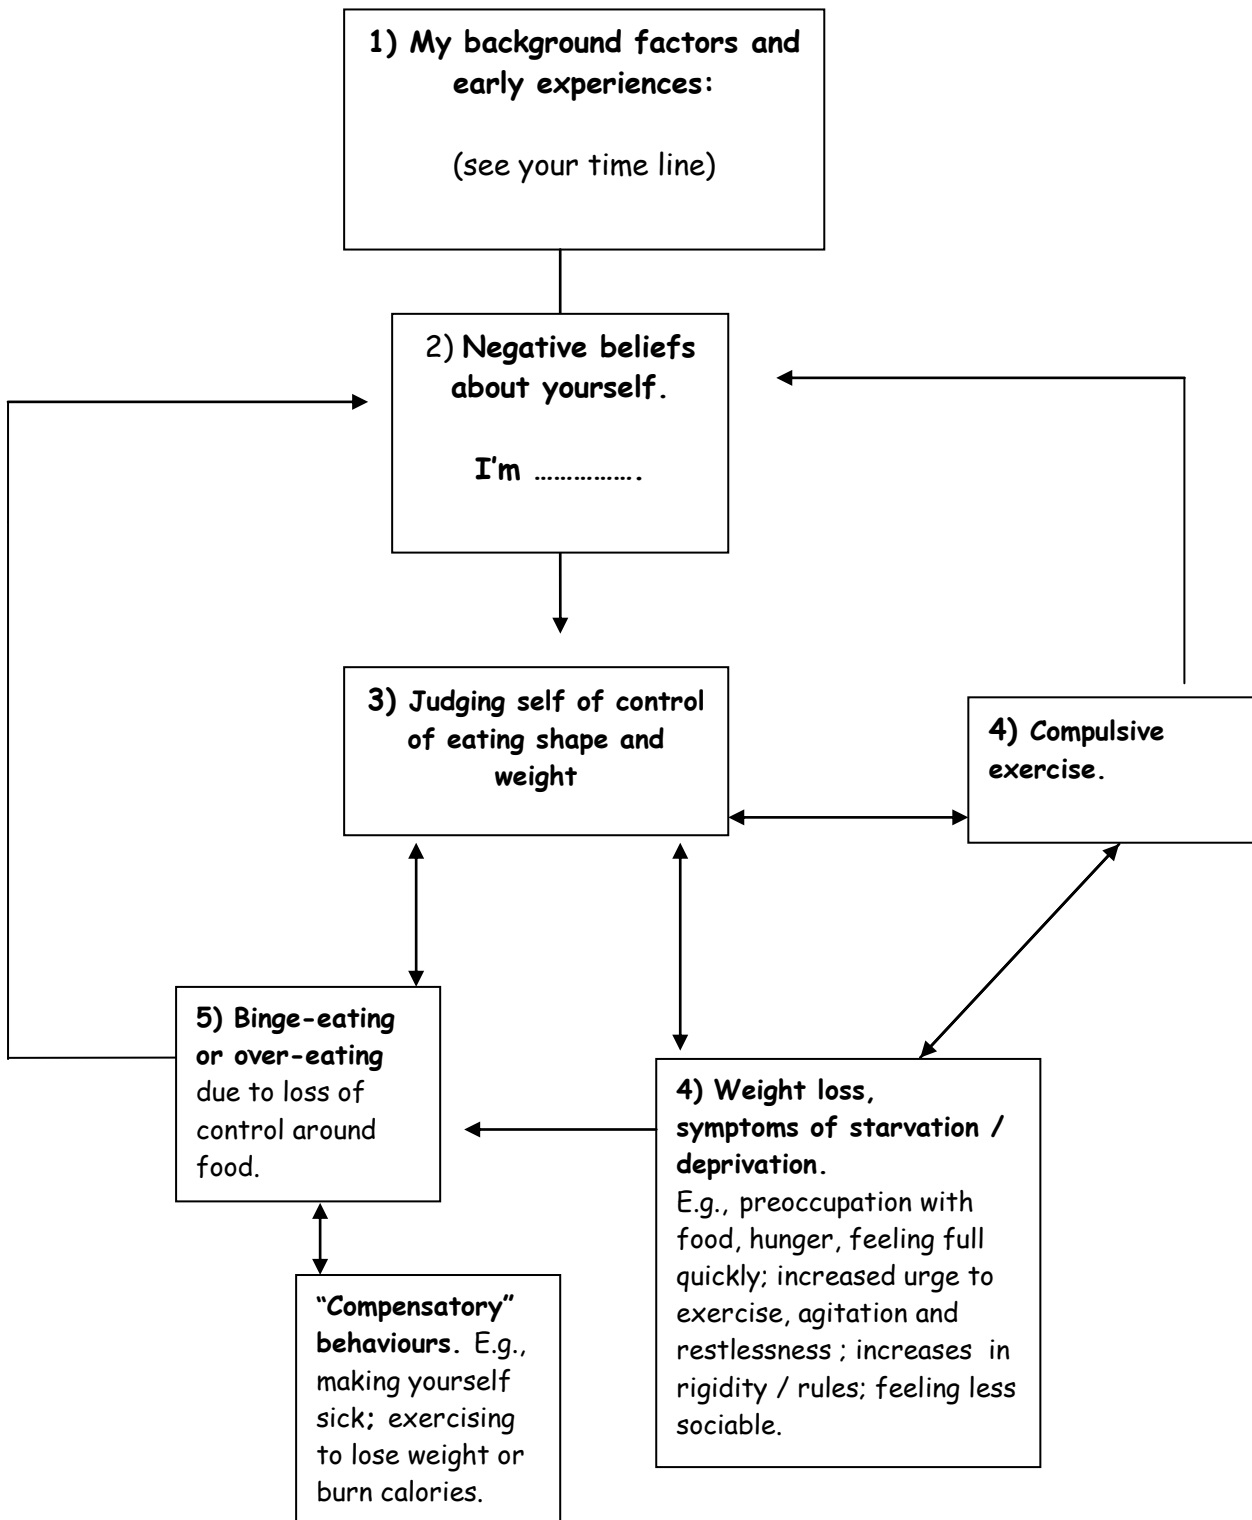 1) My background factors and
early experiences:
(see your time line)
2) Negative beliefs
about yourself.
I'm ................
3) Judging self of control
of eating shape and
weight
4) Compulsive
exercise.
5) Binge-eating
or over-eating
due to loss of
control around
food.
4) Weight loss,
symptoms of starvation /
deprivation.
E.g., preoccupation with
food, hunger, feeling full
quickly; increased urge to
exercise, agitation and
restlessness ; increases in
rigidity / rules; feeling less
sociable.
“Compensatory”
behaviours. E.g.,
making yourself
sick; exercising
to lose weight or
burn calories.